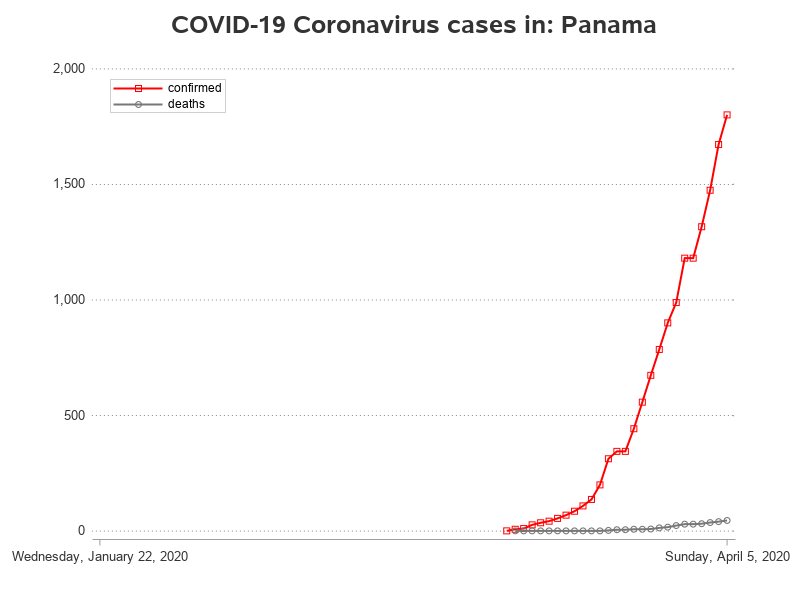 COVID-19 Coronavirus cases in: Panama
2,000
confirmed
deaths
1,500
1,000
500
0
Wednesday, January 22, 2020
Sunday, April 5, 2020